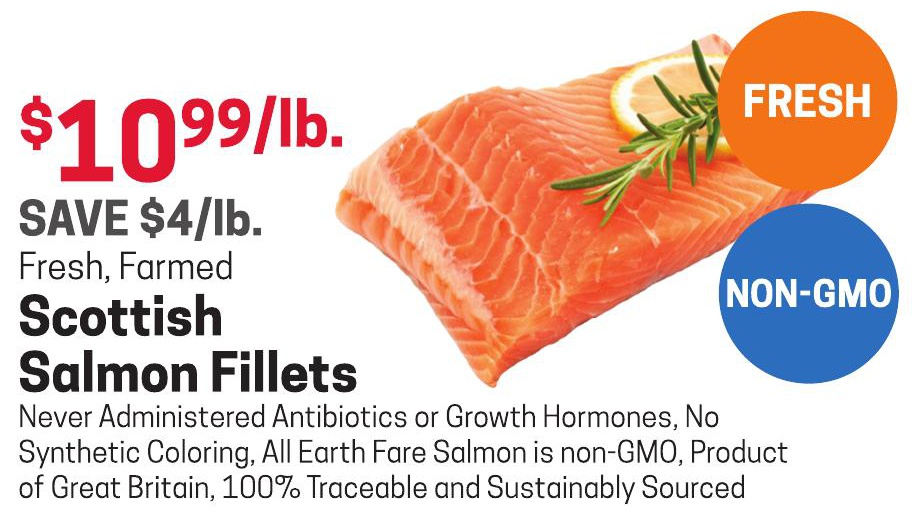 $10 99/lb.
SAVE $4/lb.
Fresh, Farmed
Scottish
Salmon Fillets
Never Administered Antibiotics or Growth Hormones, No
Synthetic Coloring, All Earth Fare Salmon is non-GMO, Product
of Great Britain, 100% Traceable and Sustainably Sourced
FRESH
NON-GMO